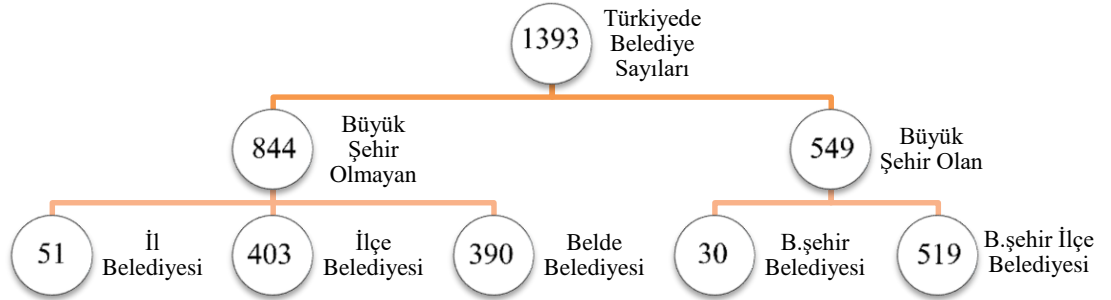 1393
Türkiyede
Belediye
Sayıları
844
Büyük
Şehir
Olmayan
549
Büyük
Şehir Olan
51
İl
Belediyesi
403
İlçe
Belediyesi
390
Belde
Belediyesi
30
B.şehir
Belediyesi
519
B.şehir İlçe
Belediyesi